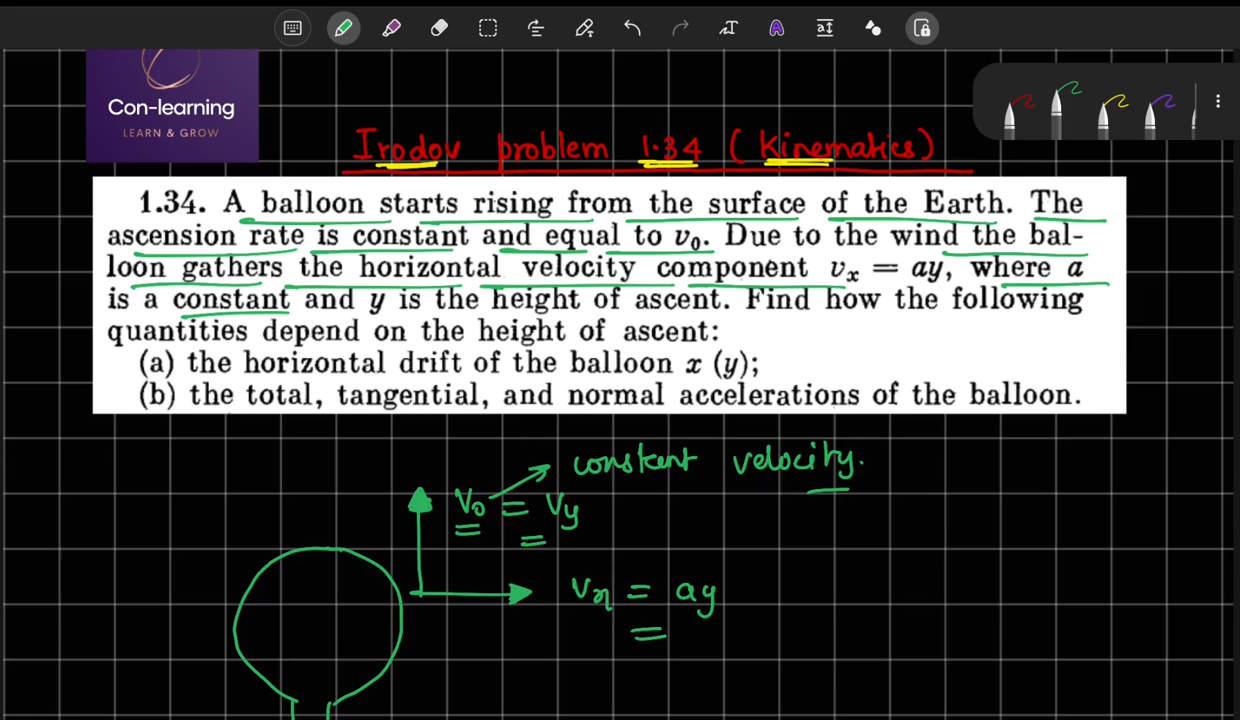 Con-learning
LEARN & GROW
Irodov problem 1.34 (Kinematics)
1.34. A balloon starts rising from the surface of the Earth. The
ascension rate is constant and equal to v₀. Due to the wind the bal-
loon gathers the horizontal velocity component vₓ = ay, where a
is a constant and y is the height of ascent. Find how the following
quantities depend on the height of ascent:
(a) the horizontal drift of the balloon x (y);
(b) the total, tangential, and normal accelerations of the balloon.
constant velocity.
V₀ = Vy
Vx = ay